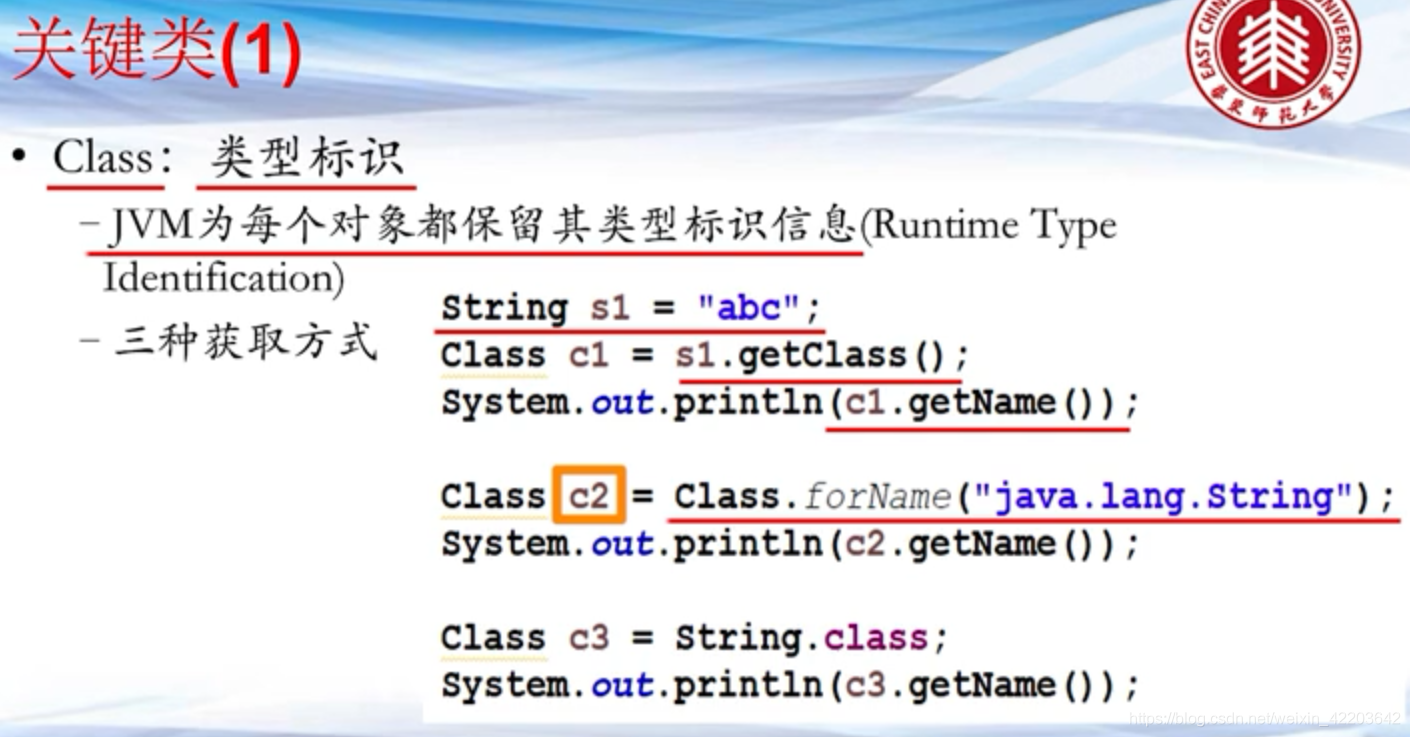 关键类(1)
EAST CHINA UNIVERSITY
华东师范大学
• Class： 类型标识
– JVM为每个对象都保留其类型标识信息(Runtime Type
Identification)
– 三种获取方式
String s1 = "abc";
Class c1 = s1.getClass();
System.out.println(c1.getName());
Class c2 = Class.forName("java.lang.String");
System.out.println(c2.getName());
Class c3 = String.class;
System.out.println(c3.getName());
https://blog.csdn.net/weixin_42203642